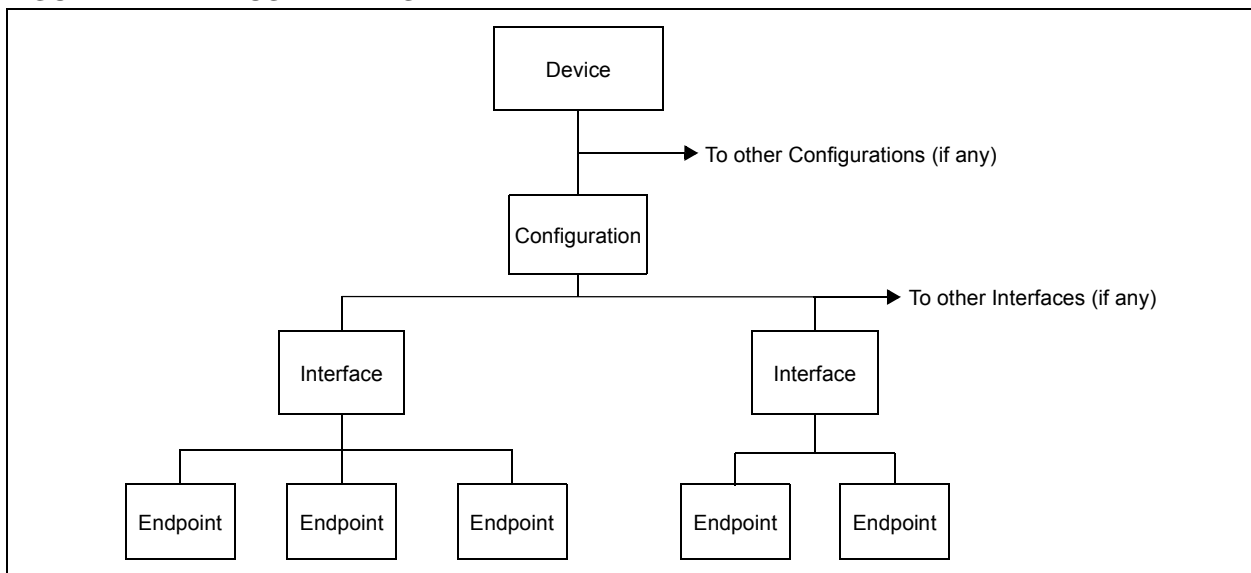 Device
To other Configurations (if any)
Configuration
To other Interfaces (if any)
Interface
Interface
Endpoint
Endpoint
Endpoint
Endpoint
Endpoint